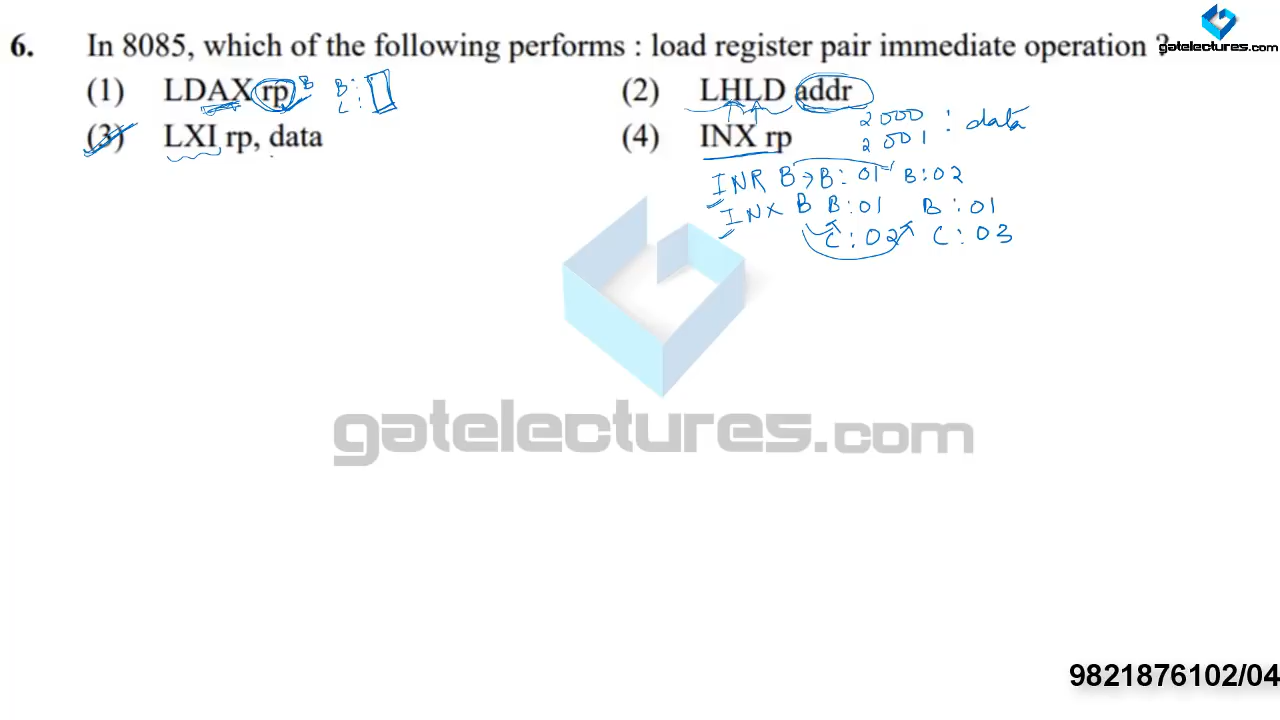 gatelectures.com
6. In 8085, which of the following performs : load register pair immediate operation ?
(1) LDAX rp B B: C:
(2) LHLD addr
2000
2001 : data
(3) LXI rp, data
(4) INX rp
INR B → B: 01 B: 02
INX B B: 01 B: 01
C: 02 C: 03
gatelectures.com
9821876102/04